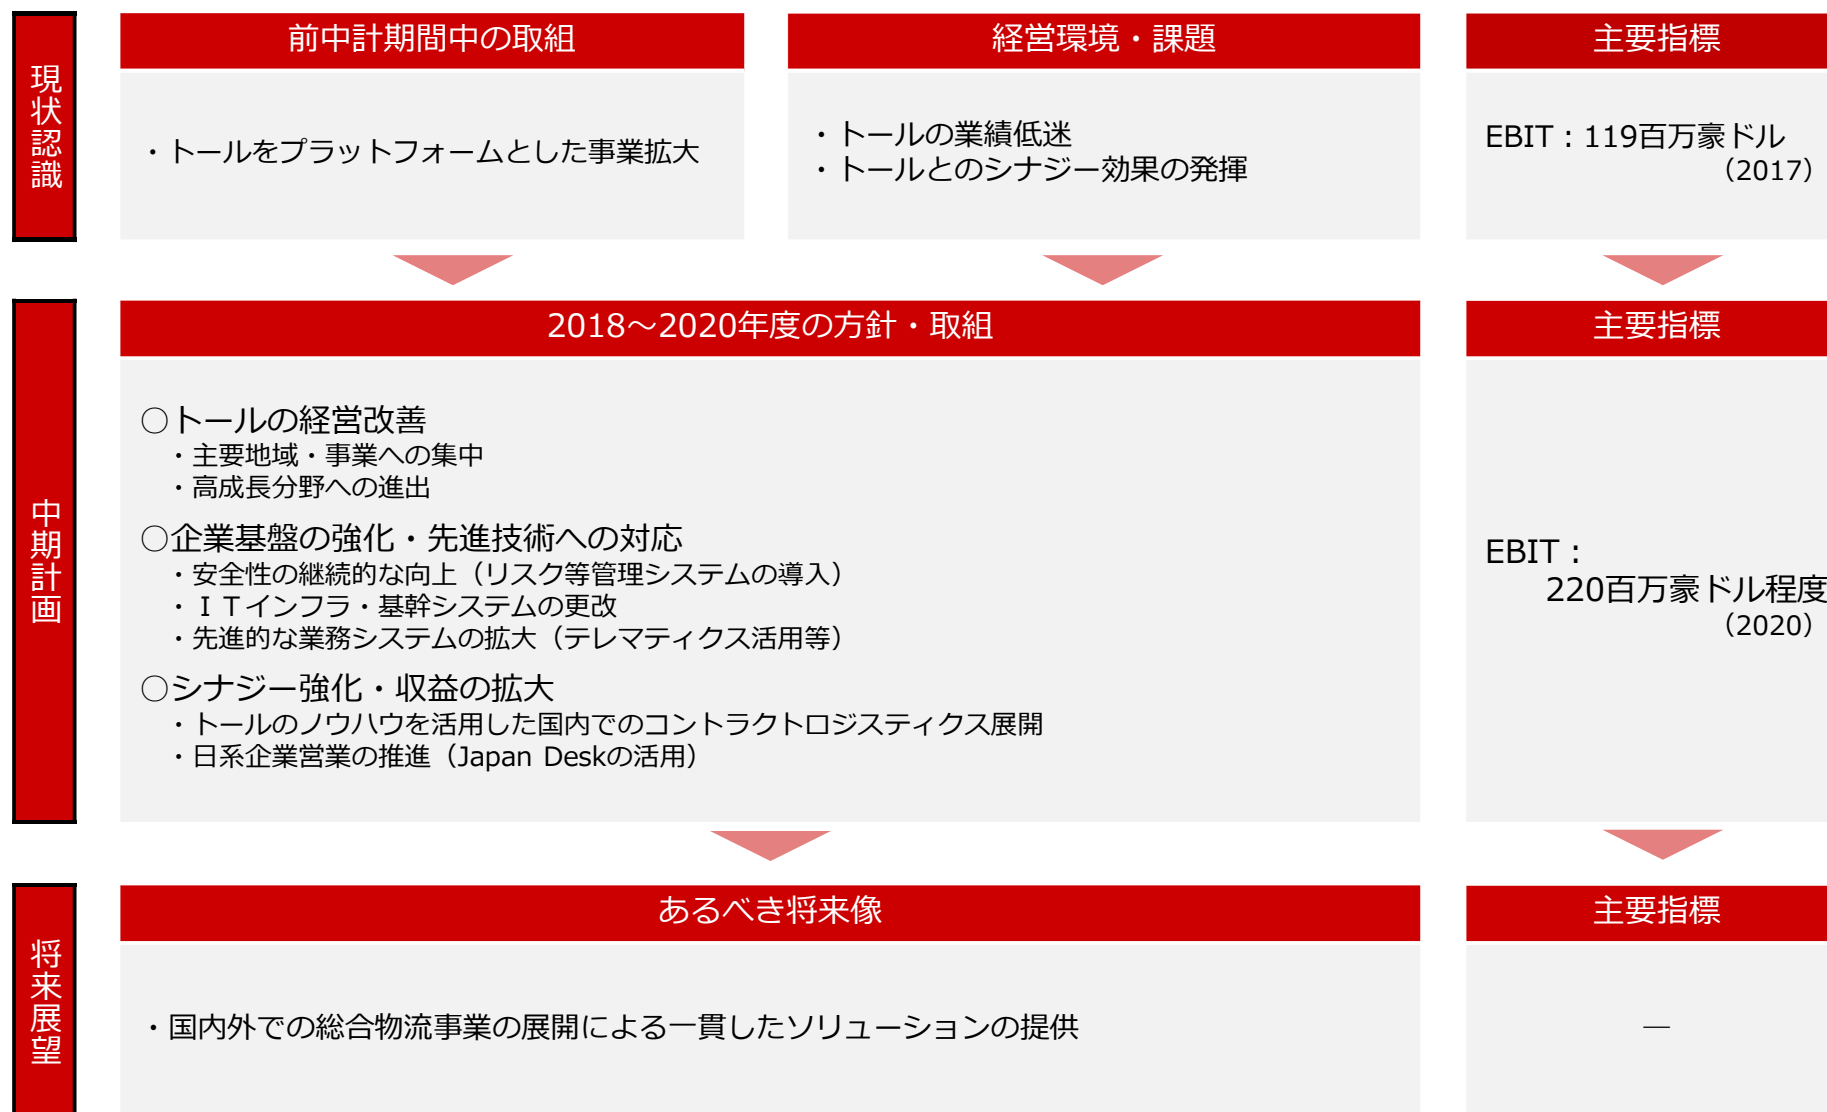 現状認識
前中計期間中の取組
・トールをプラットフォームとした事業拡大
経営環境・課題
・トールの業績低迷
・トールとのシナジー効果の発揮
主要指標
EBIT：119百万豪ドル
（2017）
中期計画
2018～2020年度の方針・取組
○トールの経営改善
・主要地域・事業への集中
・高成長分野への進出
○企業基盤の強化・先進技術への対応
・安全性の継続的な向上（リスク等管理システムの導入）
・ＩＴインフラ・基幹システムの更改
・先進的な業務システムの拡大（テレマティクス活用等）
○シナジー強化・収益の拡大
・トールのノウハウを活用した国内でのコントラクトロジスティクス展開
・日系企業営業の推進（Japan Deskの活用）
主要指標
EBIT：
220百万豪ドル程度
（2020）
将来展望
あるべき将来像
・国内外での総合物流事業の展開による一貫したソリューションの提供
主要指標
―